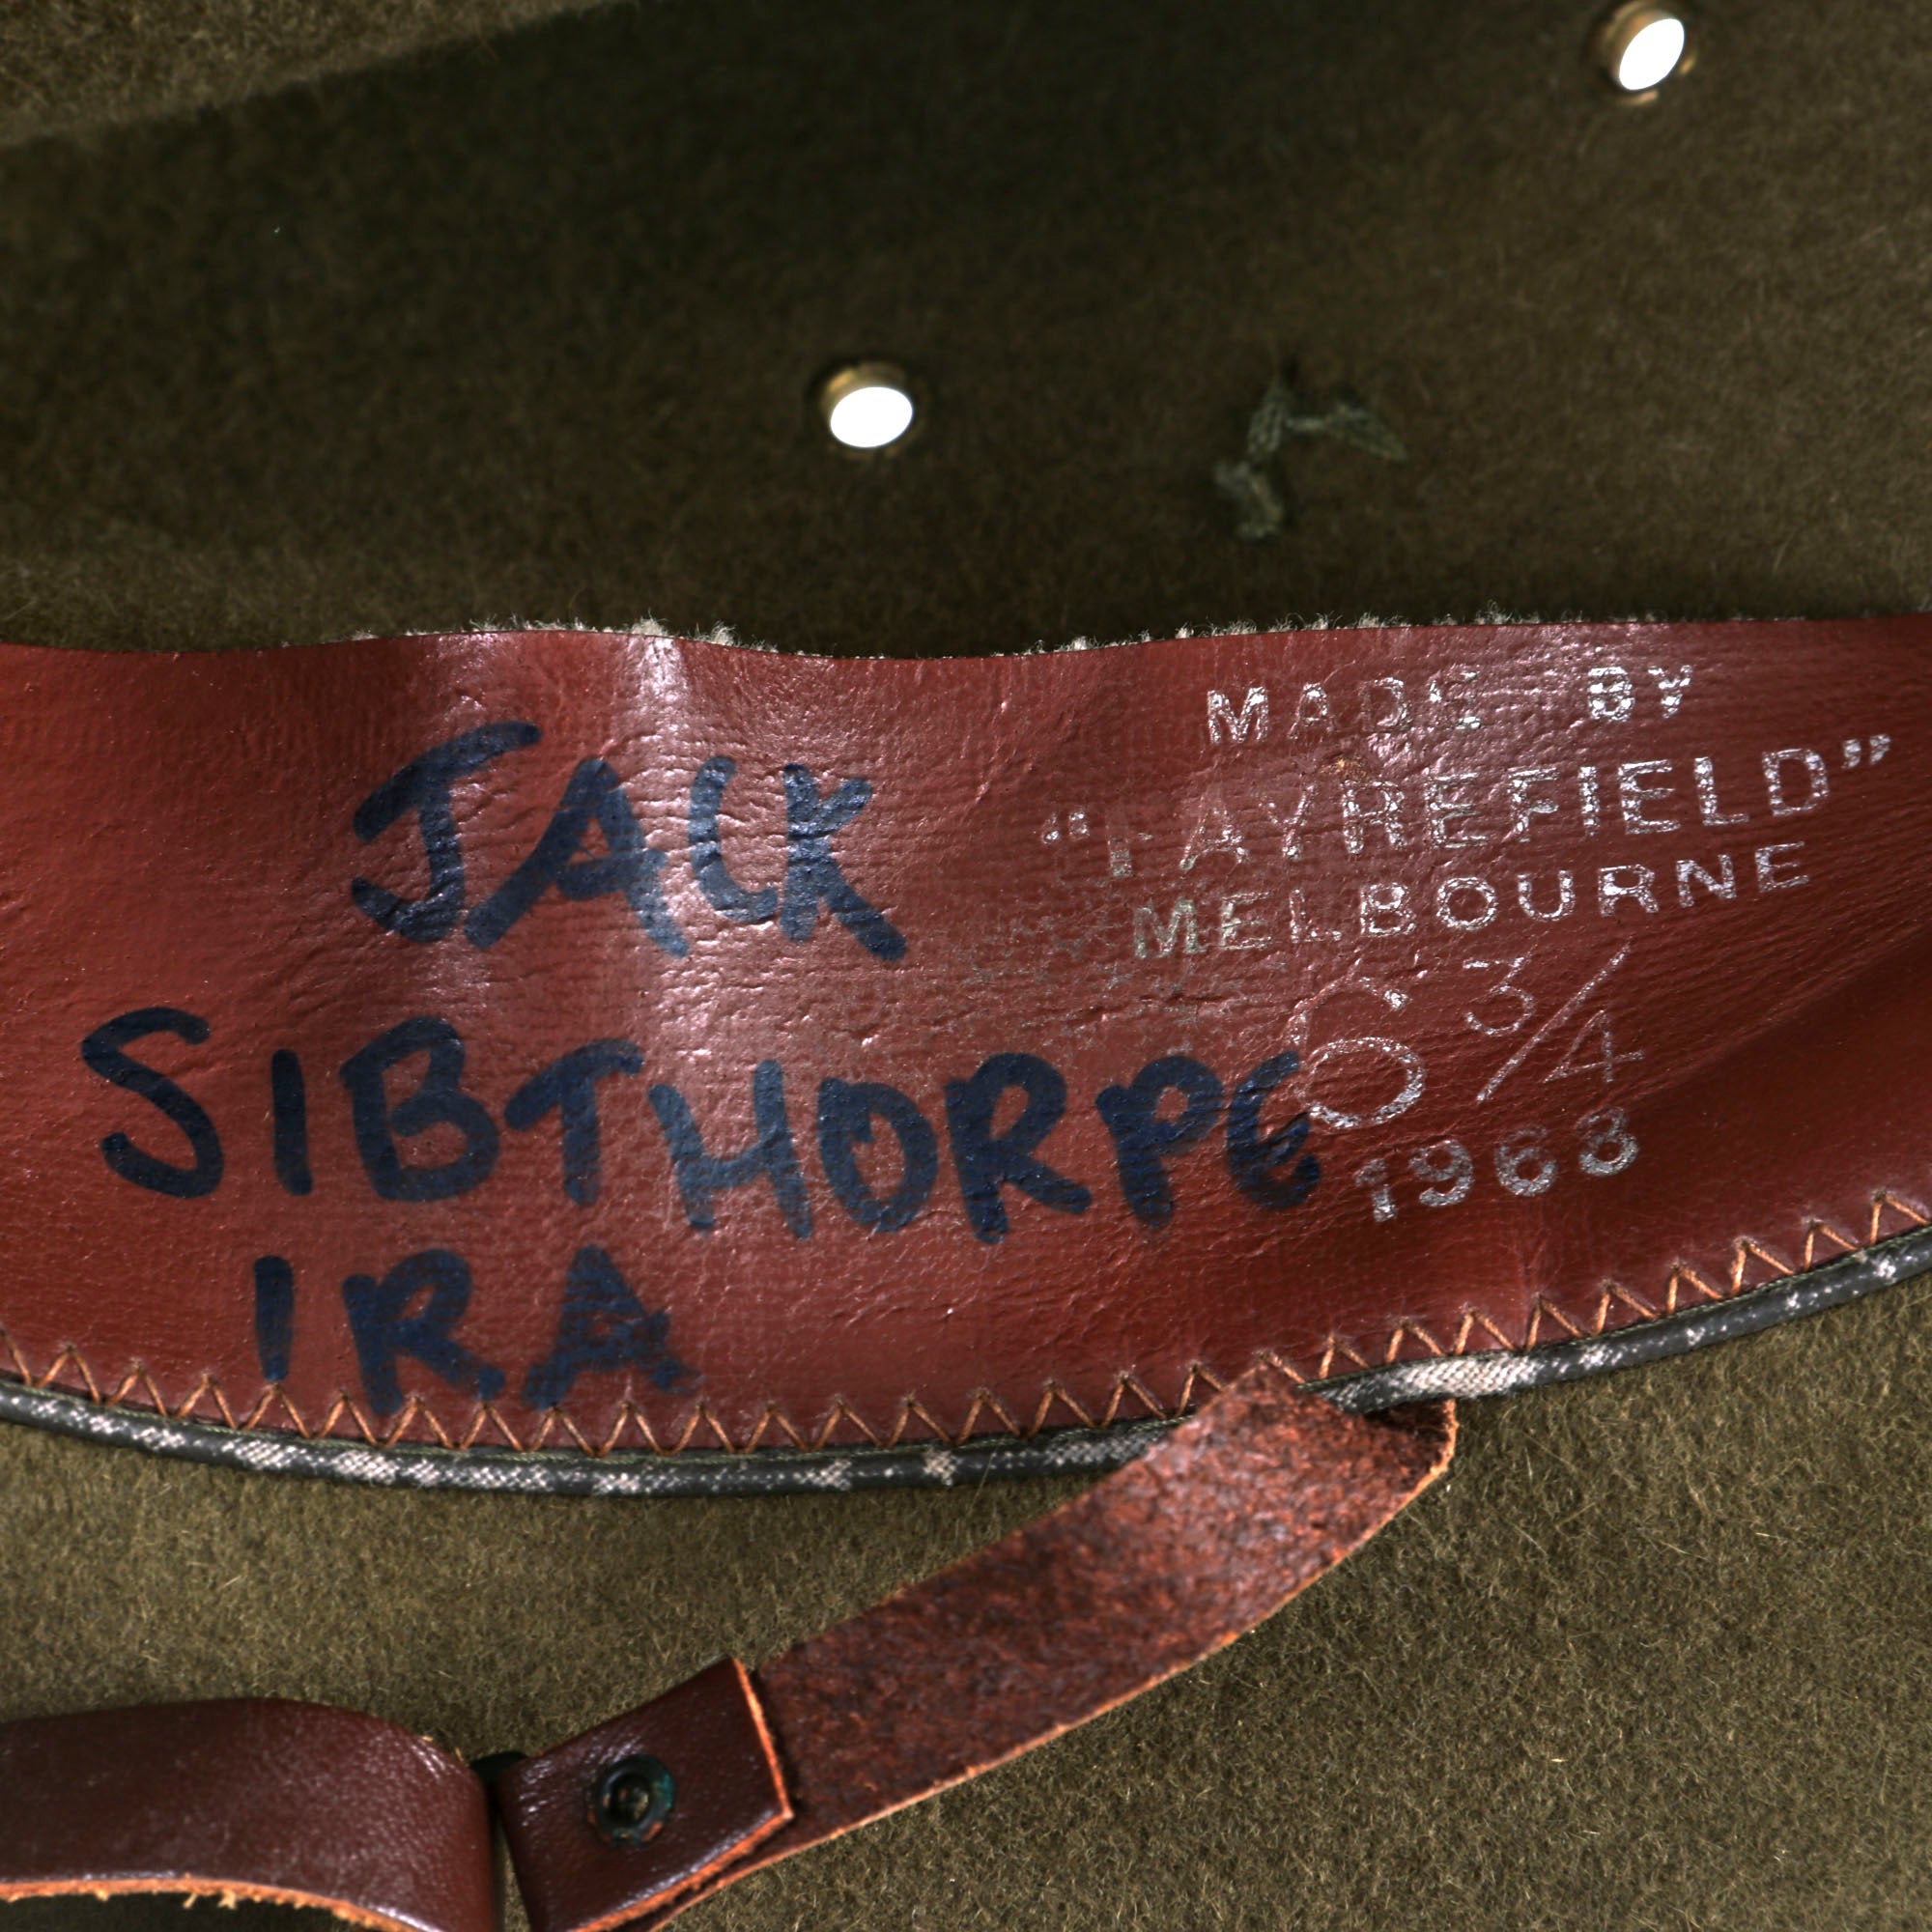 JACK
SIBTHORPE
IRA
MADE BY
"FAYREFIELD"
MELBOURNE
6 3/4
1968